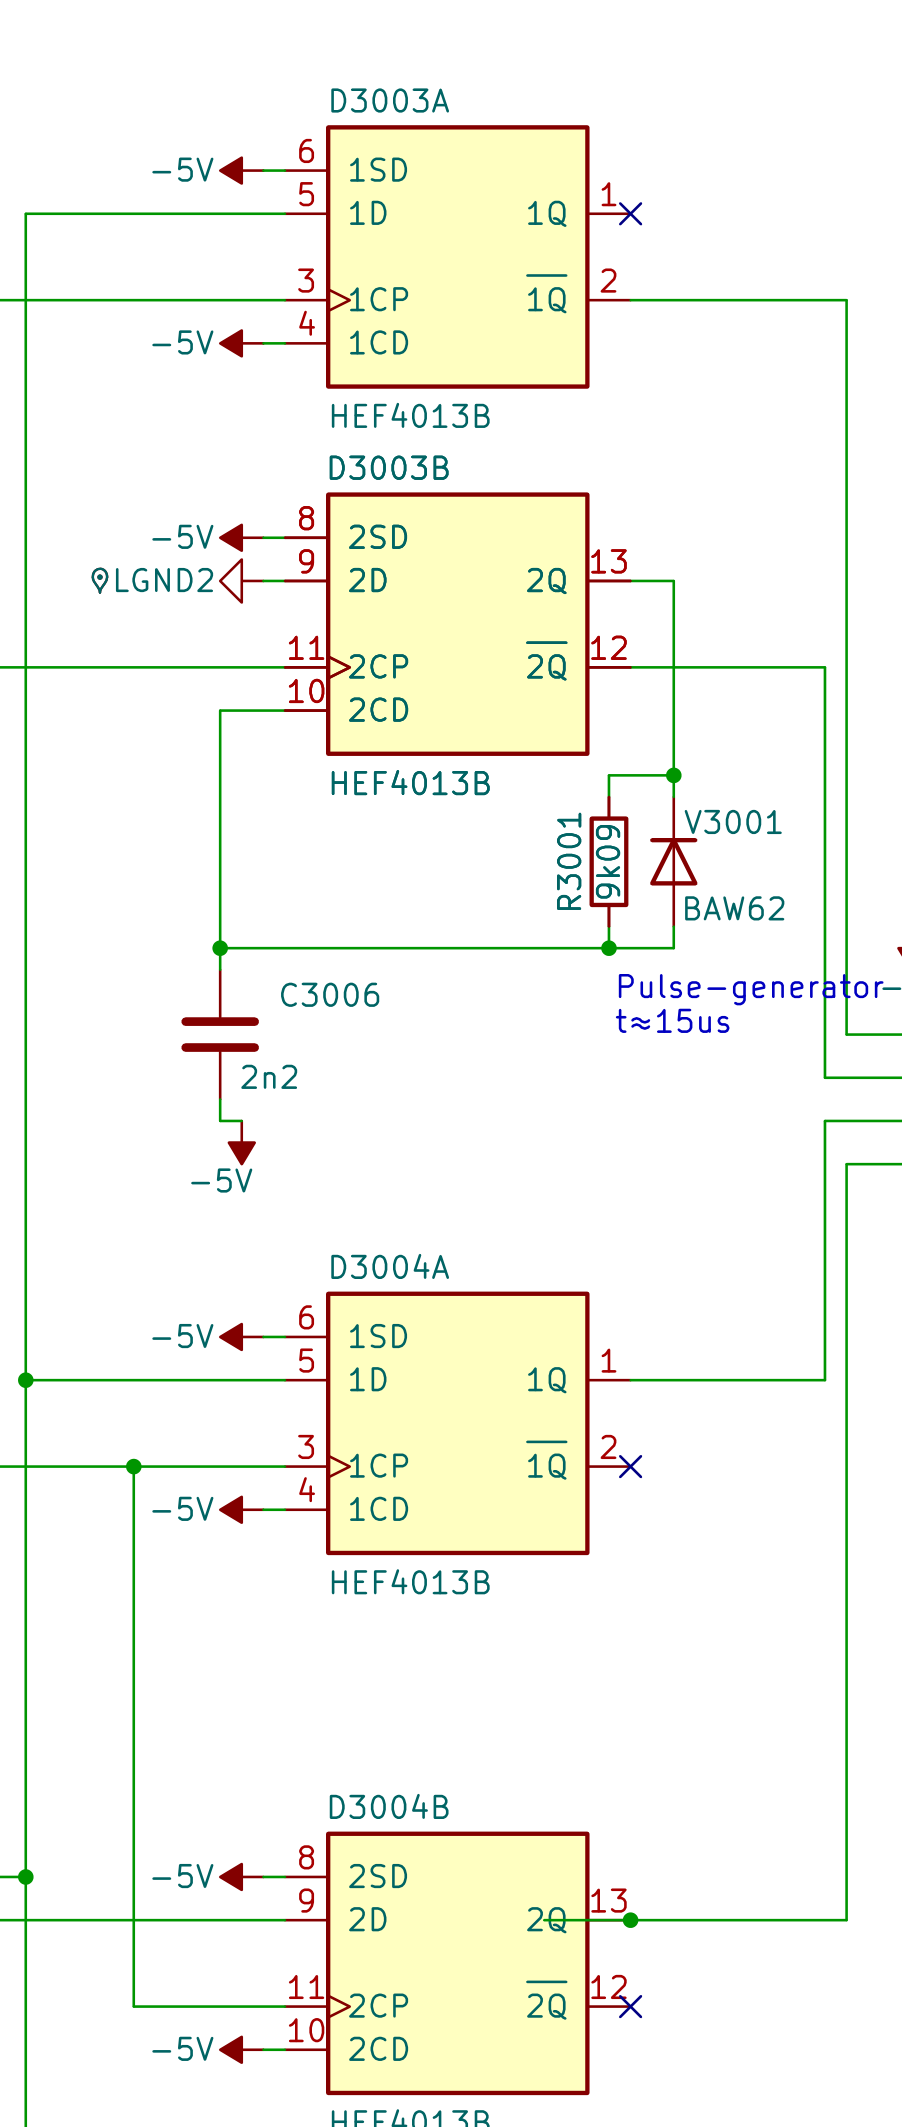 D3003A
-5V
6
1SD
5
1D
1Q
1
3
1CP
1Q
2
-5V
4
1CD
HEF4013B
D3003B
-5V
8
2SD
LGND2
9
2D
2Q
13
11
2CP
2Q
12
10
2CD
HEF4013B
R3001
9k09
V3001
BAW62
C3006
2n2
-5V
Pulse-generator
t≈15us
D3004A
-5V
6
1SD
5
1D
1Q
1
3
1CP
1Q
2
-5V
4
1CD
HEF4013B
D3004B
-5V
8
2SD
9
2D
2Q
13
11
2CP
2Q
12
-5V
10
2CD
HEF4013B